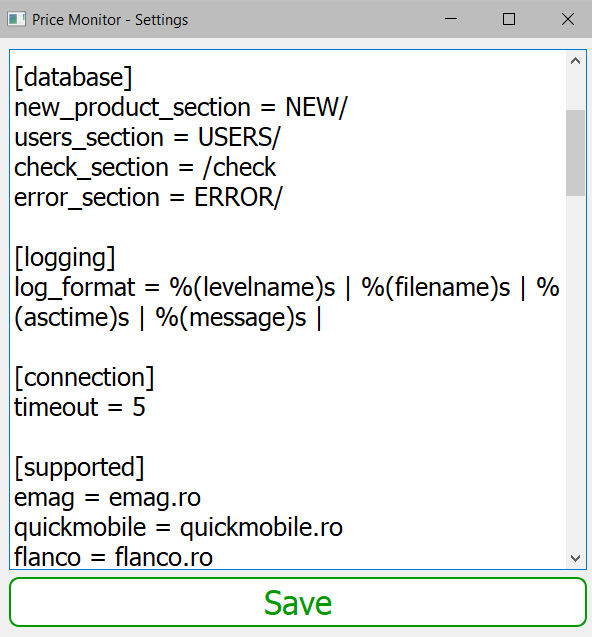 Price Monitor - Settings
[database]
new_product_section = NEW/
users_section = USERS/
check_section = /check
error_section = ERROR/
[logging]
log_format = %(levelname)s | %(filename)s | %
(asctime)s | %(message)s |
[connection]
timeout = 5
[supported]
emag = emag.ro
quickmobile = quickmobile.ro
flanco = flanco.ro
Save